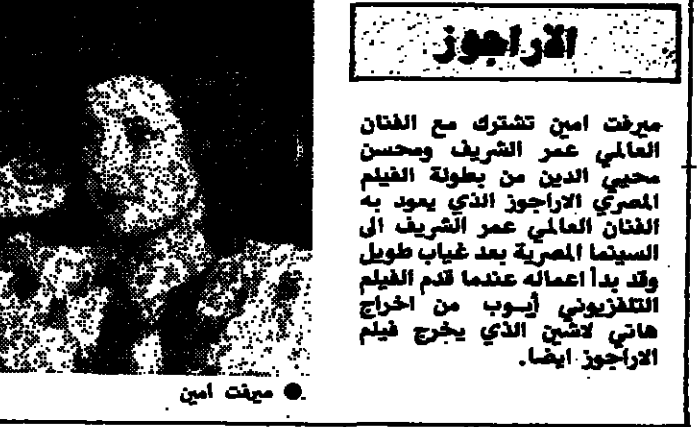 الاراجوز
ميرفت امين تشترك مع الفنان
العالمي عمر الشريف ومحسن
محيي الدين من بطولة الفيلم
المصري الاراجوز الذي يعود به
الفنان العالمي عمر الشريف الى
السينما المصرية بعد غياب طويل
وقد بدأ اعماله عندما قدم الفيلم
التلفزيوني أيوب من اخراج
هاني لاشين الذي يخرج فيلم
الاراجوز ايضا.
● ميرفت امين